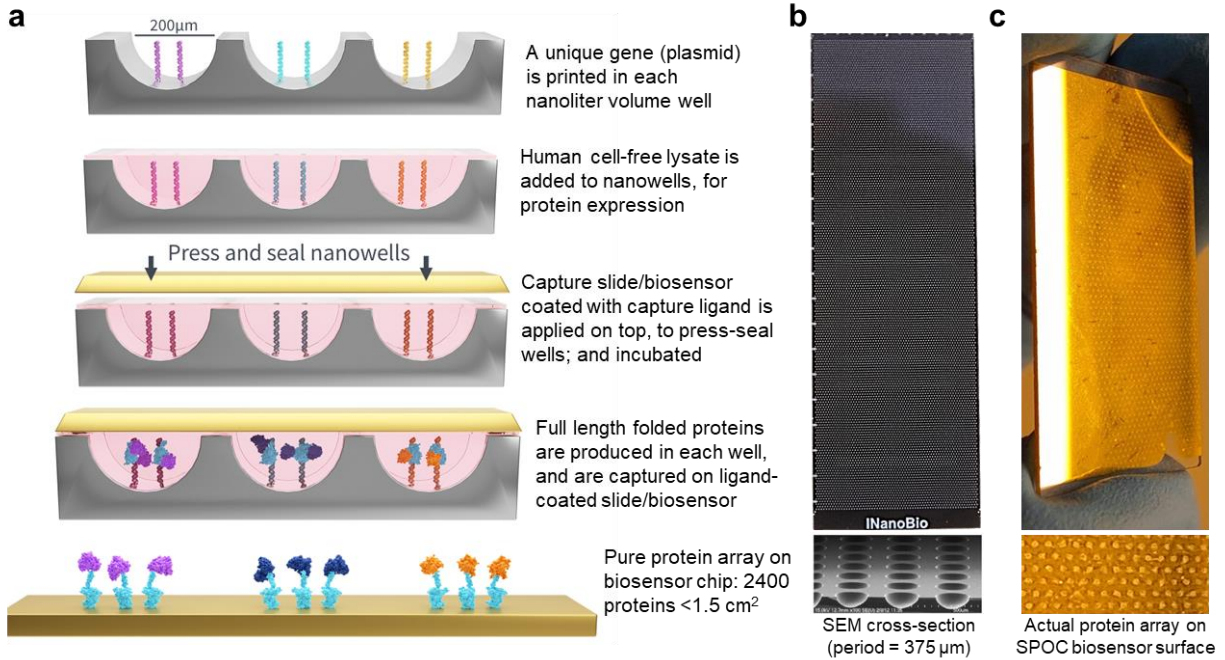 a
200µm
A unique gene (plasmid)
is printed in each
nanoliter volume well
Human cell-free lysate is
added to nanowells, for
protein expression
Press and seal nanowells
Capture slide/biosensor
coated with capture ligand is
applied on top, to press-seal
wells; and incubated
Full length folded proteins
are produced in each well,
and are captured on ligand-
coated slide/biosensor
Pure protein array on
biosensor chip: 2400
proteins <1.5 cm²
b
INanoBio
SEM cross-section
(period = 375 µm)
c
Actual protein array on
SPOC biosensor surface